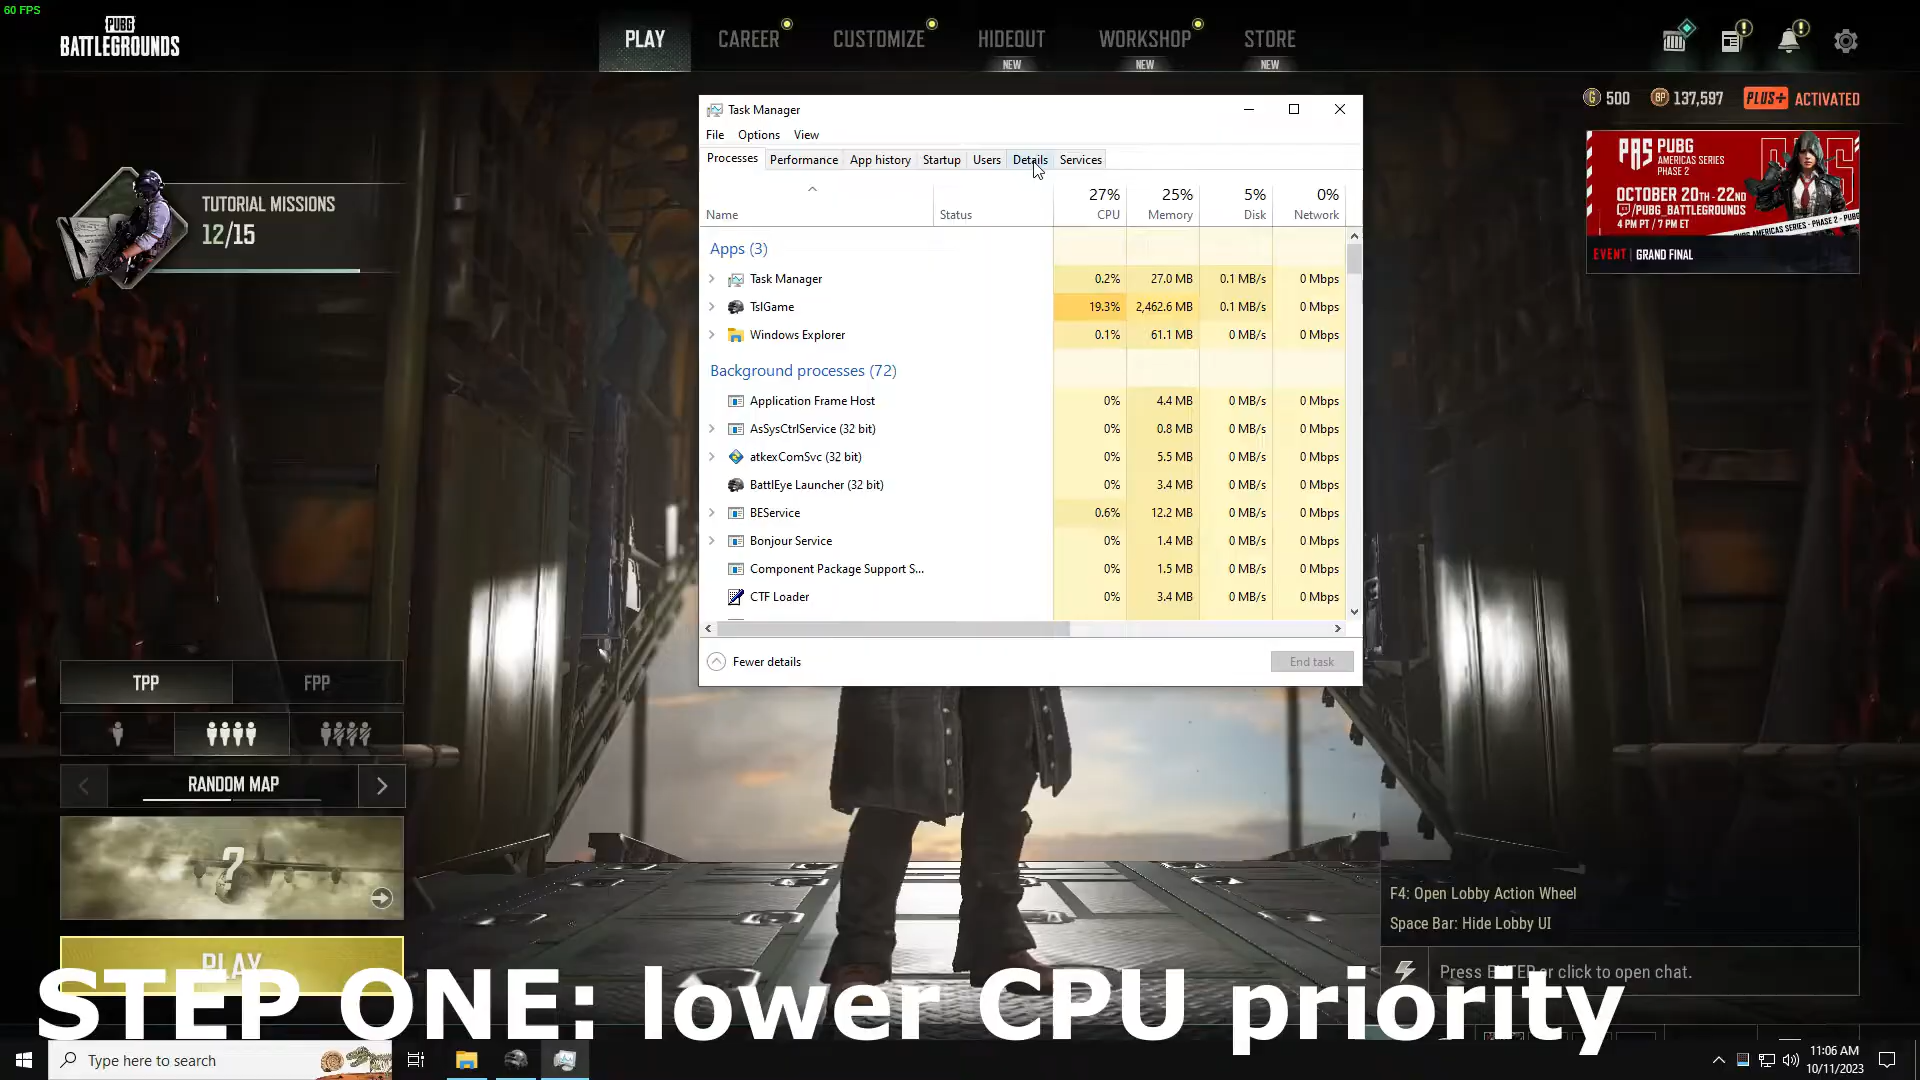 60 FPS
PUBG
BATTLEGROUNDS
PLAY
CAREER
CUSTOMIZE
HIDEOUT
NEW
WORKSHOP
NEW
STORE
NEW
G 500
BP 137,597
PLUS+ ACTIVATED
TUTORIAL MISSIONS
12/15
PAS PUBG
AMERICAS SERIES
PHASE 2
OCTOBER 20TH - 22ND
/PUBG_BATTLEGROUNDS
4 PM PT / 7 PM ET
EVENT | GRAND FINAL
Task Manager
File Options View
Processes Performance App history Startup Users Details Services
27% 25% 5% 0%
Name Status CPU Memory Disk Network
Apps (3)
Task Manager 0.2% 27.0 MB 0.1 MB/s 0 Mbps
TslGame 19.3% 2,462.6 MB 0.1 MB/s 0 Mbps
Windows Explorer 0.1% 61.1 MB 0 MB/s 0 Mbps
Background processes (72)
Application Frame Host 0% 4.4 MB 0 MB/s 0 Mbps
AsSysCtrlService (32 bit) 0% 0.8 MB 0 MB/s 0 Mbps
atkexComSvc (32 bit) 0% 5.5 MB 0 MB/s 0 Mbps
BattlEye Launcher (32 bit) 0% 3.4 MB 0 MB/s 0 Mbps
BEService 0.6% 12.2 MB 0 MB/s 0 Mbps
Bonjour Service 0% 1.4 MB 0 MB/s 0 Mbps
Component Package Support S... 0% 1.5 MB 0 MB/s 0 Mbps
CTF Loader 0% 3.4 MB 0 MB/s 0 Mbps
Fewer details
End task
TPP
FPP
RANDOM MAP
?
PLAY
F4: Open Lobby Action Wheel
Space Bar: Hide Lobby UI
Press ENTER or click to open chat.
STEP ONE: lower CPU priority
Type here to search
11:06 AM
10/11/2023